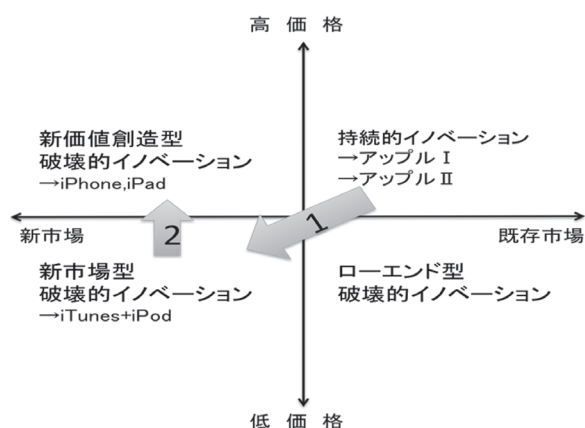 高 価 格
新価値創造型
破壊的イノベーション
→iPhone,iPad
持続的イノベーション
→アップルⅠ
→アップルⅡ
1
2
新市場
既存市場
新市場型
破壊的イノベーション
→iTunes+iPod
ローエンド型
破壊的イノベーション
低 価 格